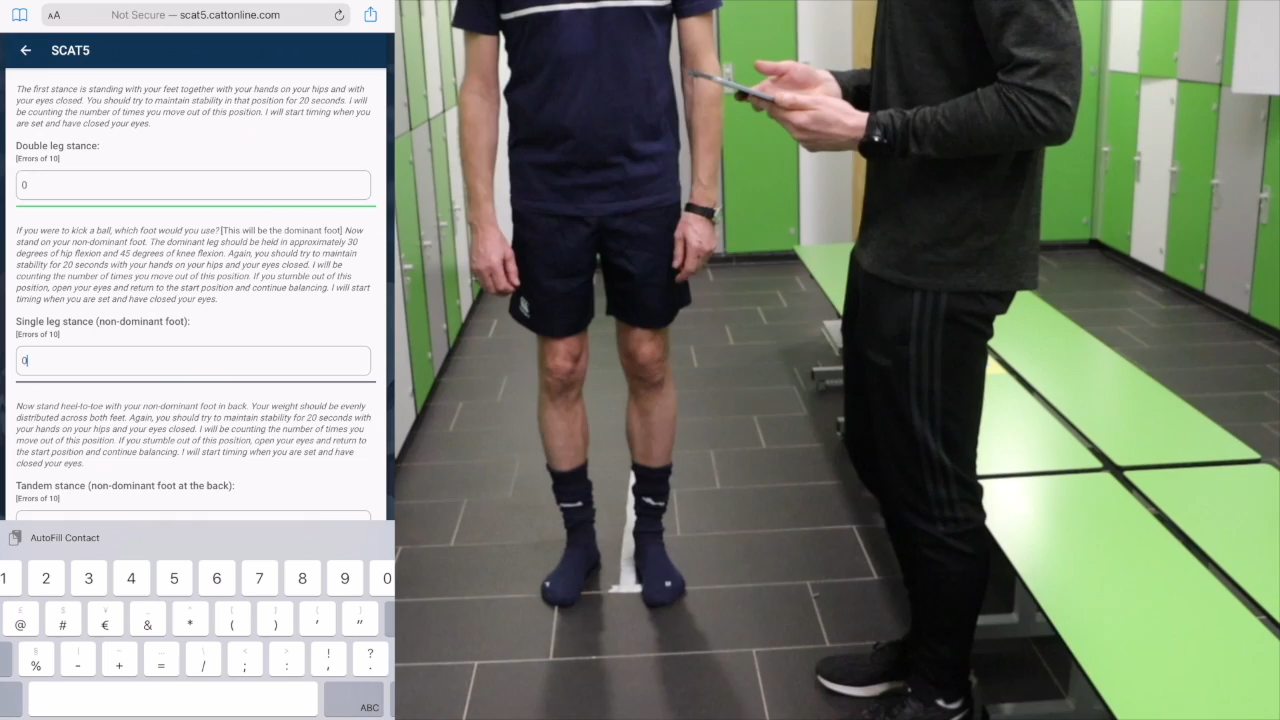 AA Not Secure — scat5.cattonline.com
SCAT5
The first stance is standing with your feet together with your hands on your hips and with
your eyes closed. You should try to maintain stability in that position for 20 seconds. I will
be counting the number of times you move out of this position. I will start timing when you
are set and have closed your eyes.
Double leg stance:
[Errors of 10]
0
If you were to kick a ball, which foot would you use? [This will be the dominant foot] Now
stand on your non-dominant foot. The dominant leg should be held in approximately 30
degrees of hip flexion and 45 degrees of knee flexion. Again, you should try to maintain
stability for 20 seconds with your hands on your hips and your eyes closed. I will be
counting the number of times you move out of this position. If you stumble out of this
position, open your eyes and return to the start position and continue balancing. I will start
timing when you are set and have closed your eyes.
Single leg stance (non-dominant foot):
[Errors of 10]
0
Now stand heel-to-toe with your non-dominant foot in back. Your weight should be evenly
distributed across both feet. Again, you should try to maintain stability for 20 seconds with
your hands on your hips and your eyes closed. I will be counting the number of times you
move out of this position. If you stumble out of this position, open your eyes and return to
the start position and continue balancing. I will start timing when you are set and have
closed your eyes.
Tandem stance (non-dominant foot at the back):
[Errors of 10]
AutoFill Contact
1 2 3 4 5 6 7 8 9 0
@ # € & * ( ) ' "
% - + = / ; : ! , ? .
ABC